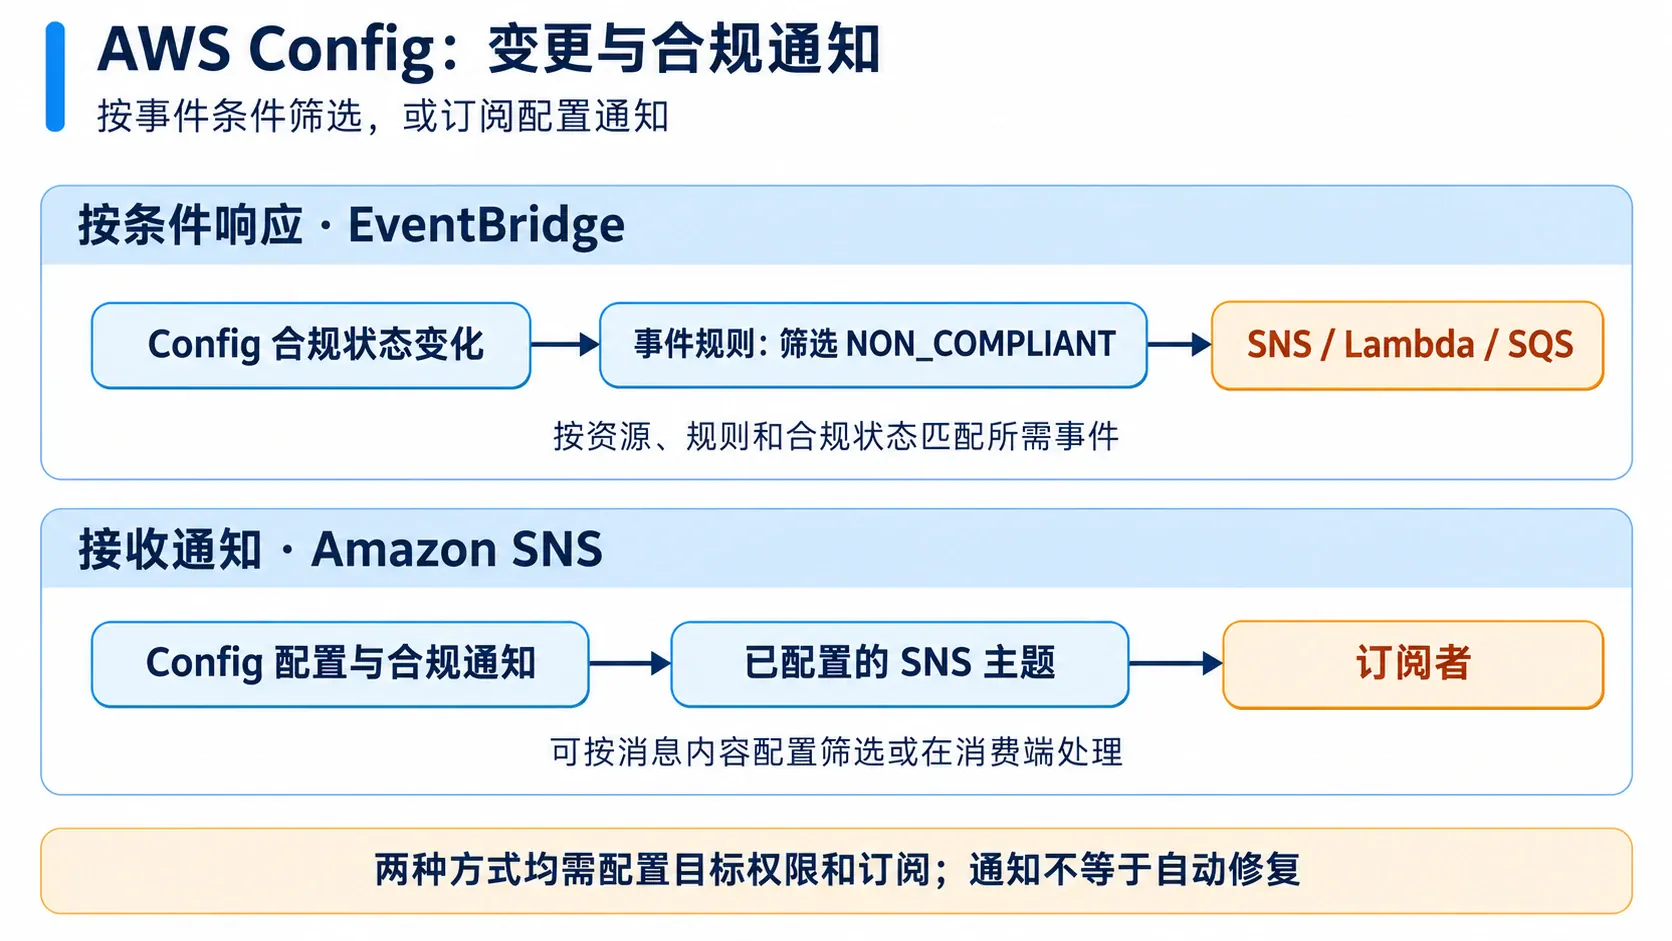 AWS Config：变更与合规通知
按事件条件筛选，或订阅配置通知
按条件响应 · EventBridge
Config 合规状态变化
事件规则：筛选 NON_COMPLIANT
SNS / Lambda / SQS
按资源、规则和合规状态匹配所需事件
接收通知 · Amazon SNS
Config 配置与合规通知
已配置的 SNS 主题
订阅者
可按消息内容配置筛选或在消费端处理
两种方式均需配置目标权限和订阅；通知不等于自动修复